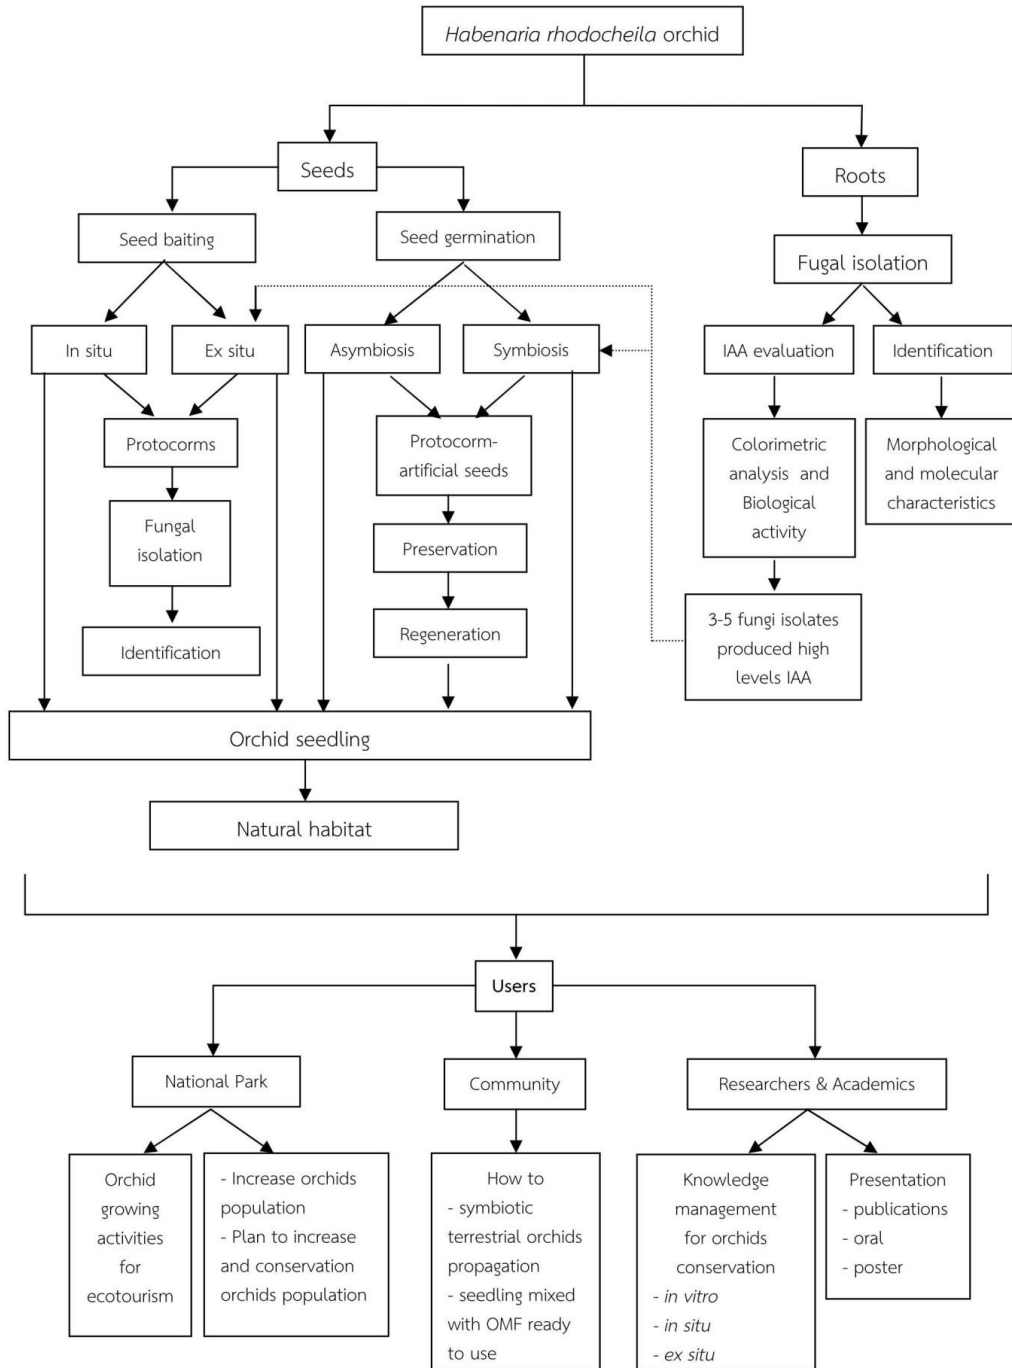 Habenaria rhodocheila orchid
Seeds
Roots
Seed baiting
Seed germination
Fugal isolation
In situ
Ex situ
Asymbiosis
Symbiosis
IAA evaluation
Identification
Protocorms
Protocorm-
artificial seeds
Colorimetric
analysis and
Biological
activity
Morphological
and molecular
characteristics
Fungal
isolation
Preservation
Identification
Regeneration
3-5 fungi isolates
produced high
levels IAA
Orchid seedling
Natural habitat
Users
National Park
Community
Researchers & Academics
Orchid
growing
activities
for
ecotourism
- Increase orchids
population
- Plan to increase
and conservation
orchids population
How to
- symbiotic
terrestrial orchids
propagation
- seedling mixed
with OMF ready
to use
Knowledge
management
for orchids
conservation
- in vitro
- in situ
- ex situ
Presentation
- publications
- oral
- poster